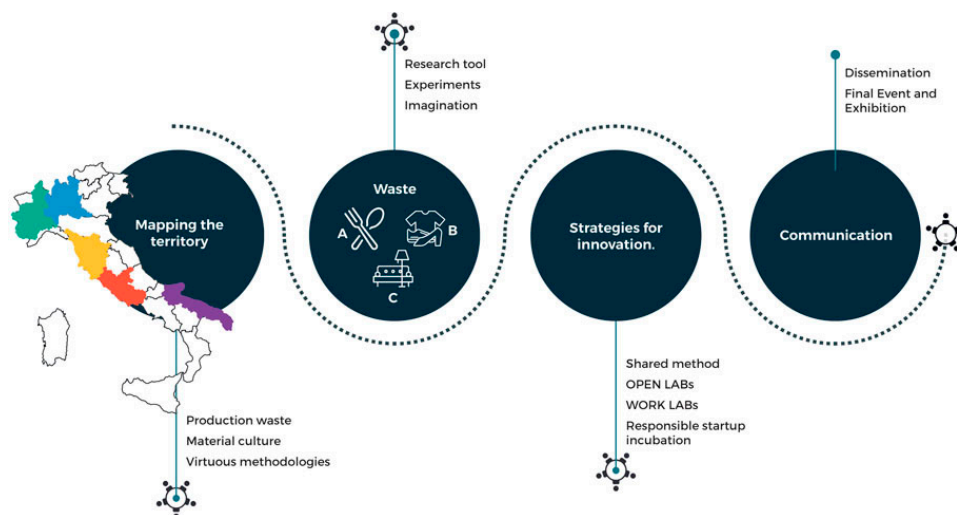 Mapping the
territory
Production waste
Material culture
Virtuous methodologies
Research tool
Experiments
Imagination
Waste
A
B
C
Strategies for
innovation.
Shared method
OPEN LABs
WORK LABs
Responsible startup
incubation
Dissemination
Final Event and
Exhibition
Communication